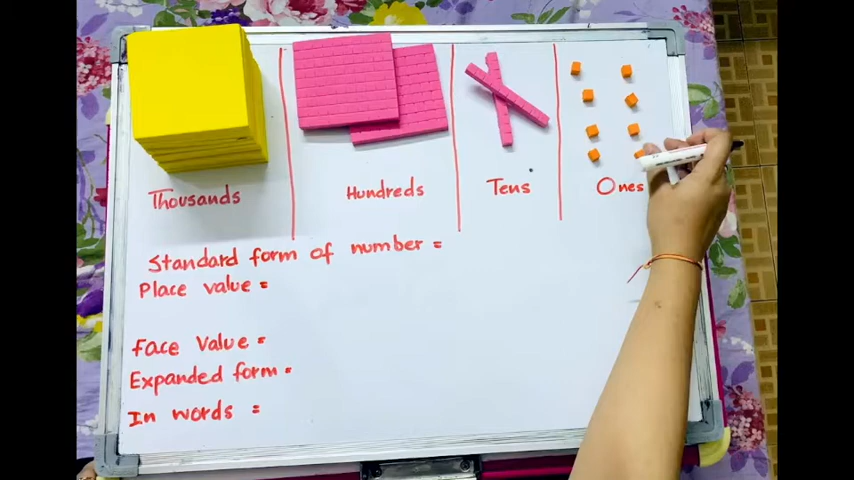 Thousands Hundreds Tens Ones
Standard form of number =
Place value =
Face Value =
Expanded form =
In words =